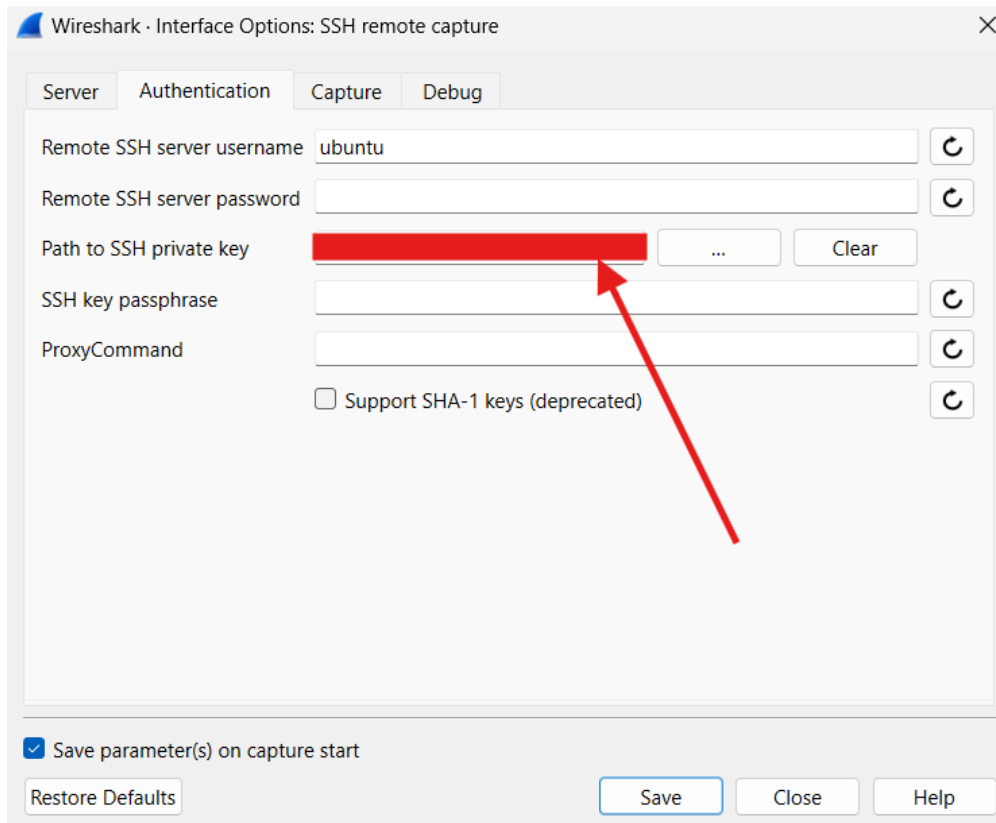 Wireshark · Interface Options: SSH remote capture
Server Authentication Capture Debug
Remote SSH server username ubuntu
Remote SSH server password
Path to SSH private key ... Clear
SSH key passphrase
ProxyCommand
Support SHA-1 keys (deprecated)
Save parameter(s) on capture start
Restore Defaults Save Close Help